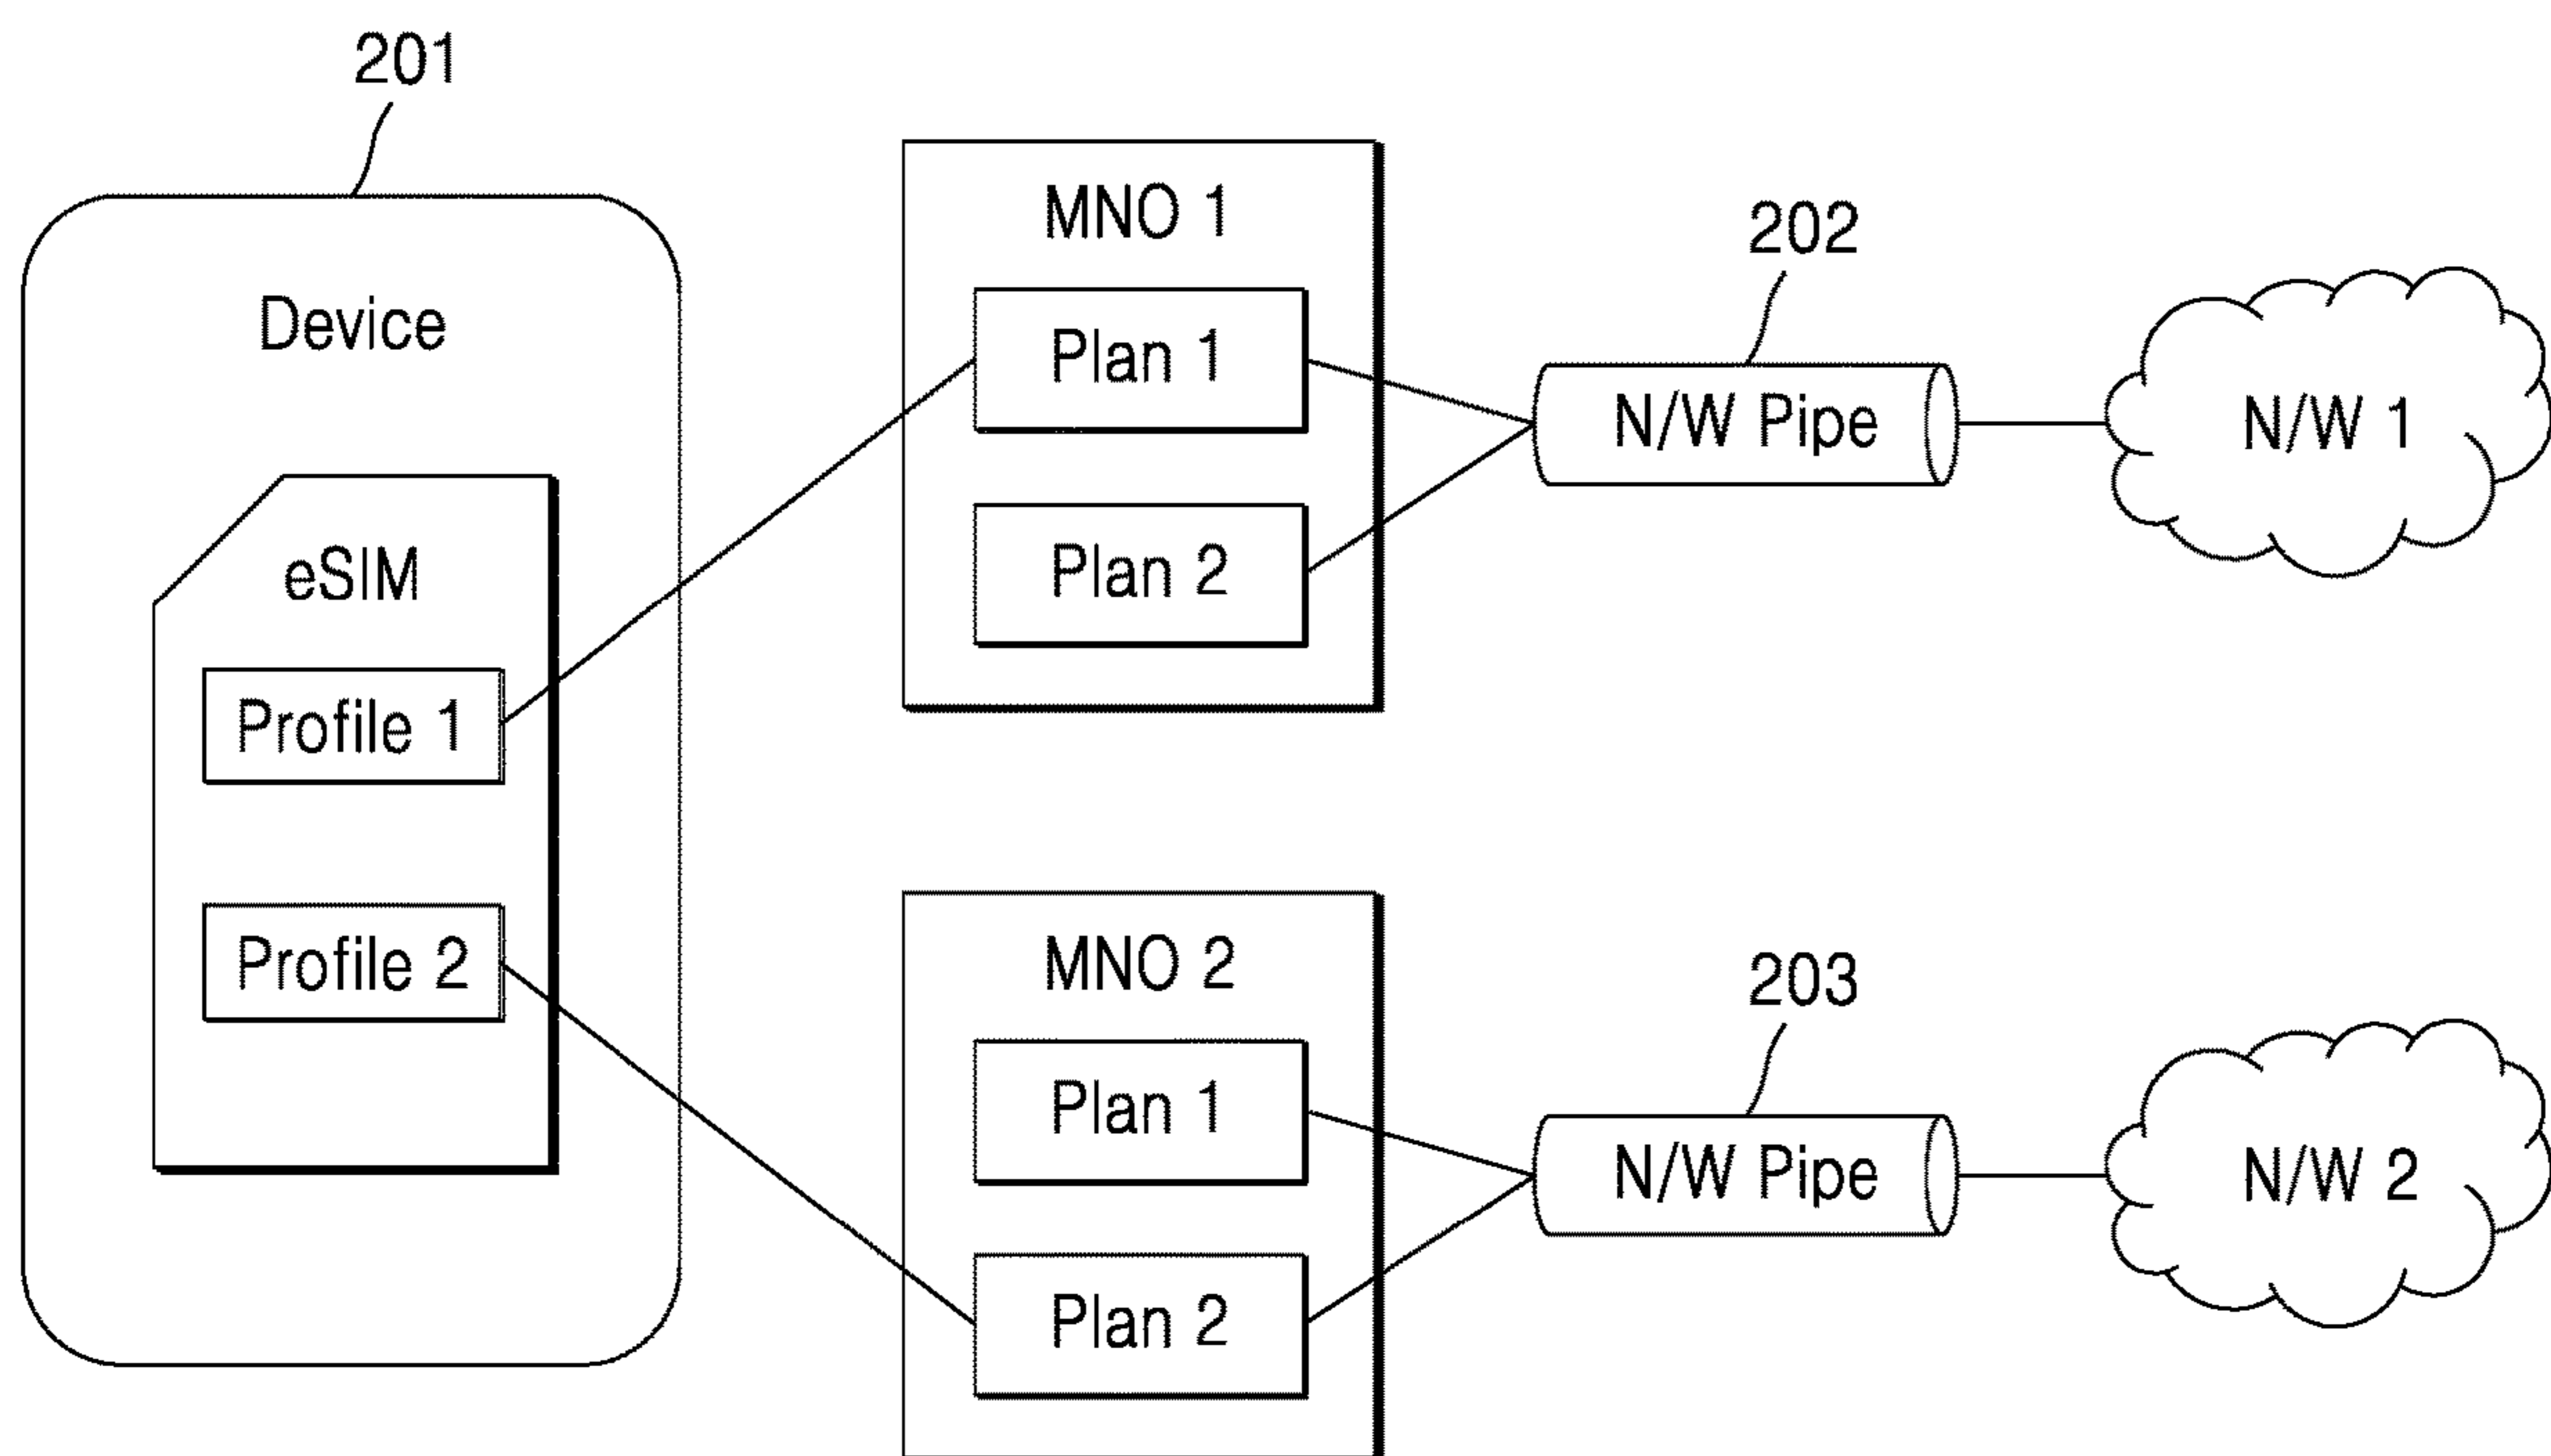 201
Device
eSIM
Profile 1
Profile 2
MNO 1
Plan 1
Plan 2
202
N/W Pipe
N/W 1
MNO 2
Plan 1
Plan 2
203
N/W Pipe
N/W 2